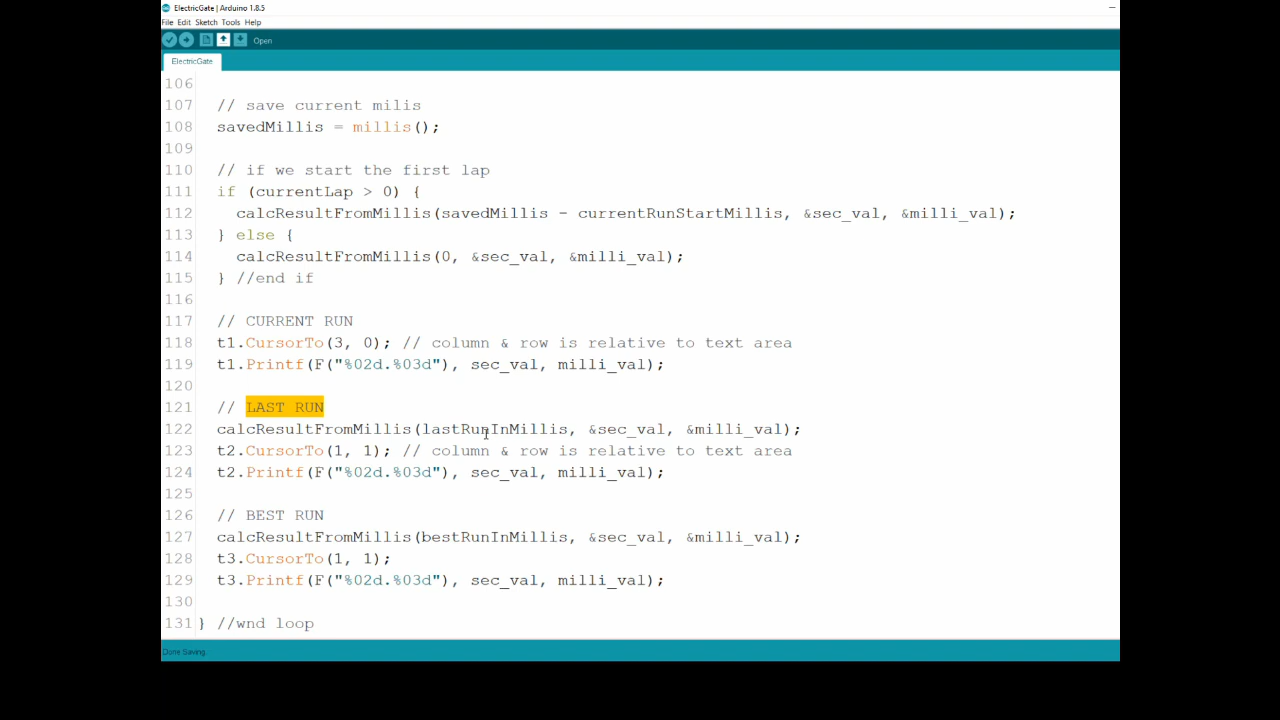 ElectricGate | Arduino 1.8.5
File Edit Sketch Tools Help
Open
ElectricGate
106
107 // save current milis
108 savedMillis = millis();
109
110 // if we start the first lap
111 if (currentLap > 0) {
112 calcResultFromMillis(savedMillis - currentRunStartMillis, &sec_val, &milli_val);
113 } else {
114 calcResultFromMillis(0, &sec_val, &milli_val);
115 } //end if
116
117 // CURRENT RUN
118 t1.CursorTo(3, 0); // column & row is relative to text area
119 t1.Printf(F("%02d.%03d"), sec_val, milli_val);
120
121 // LAST RUN
122 calcResultFromMillis(lastRunInMillis, &sec_val, &milli_val);
123 t2.CursorTo(1, 1); // column & row is relative to text area
124 t2.Printf(F("%02d.%03d"), sec_val, milli_val);
125
126 // BEST RUN
127 calcResultFromMillis(bestRunInMillis, &sec_val, &milli_val);
128 t3.CursorTo(1, 1);
129 t3.Printf(F("%02d.%03d"), sec_val, milli_val);
130
131 } //wnd loop
Done Saving.